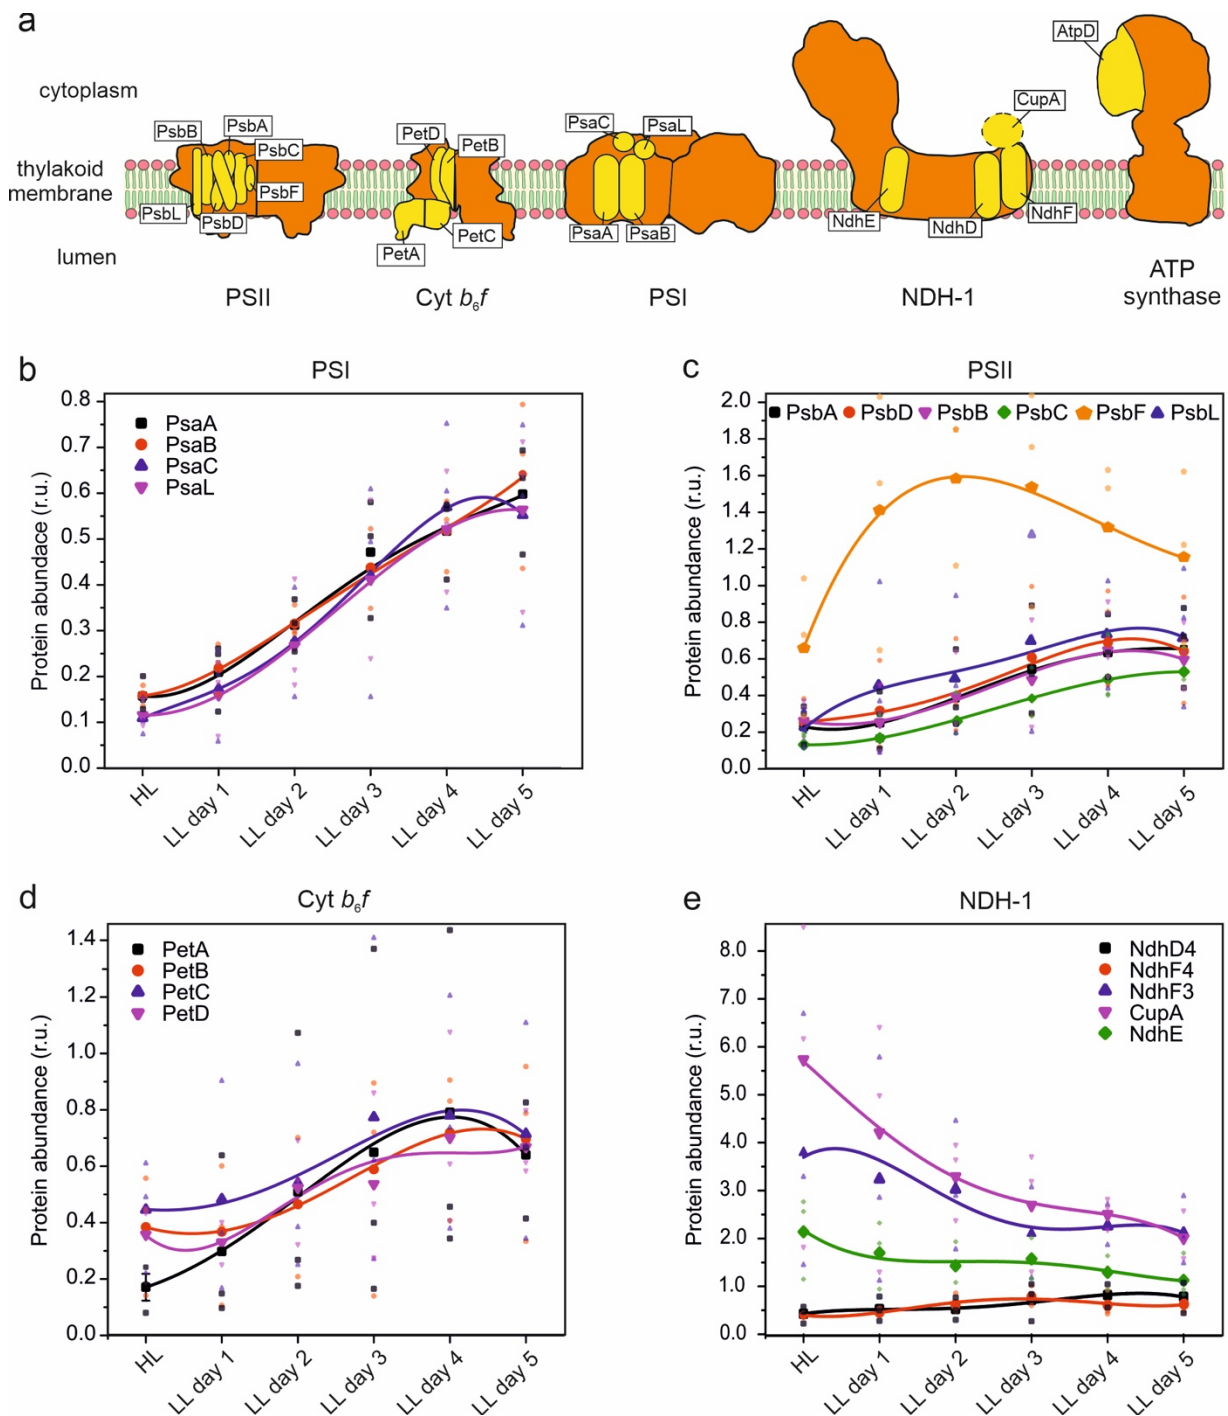 a
cytoplasm
thylakoid
membrane
lumen
PsbB
PsbA
PsbC
PsbF
PsbL
PsbD
PSII
PetD
PetB
PetA
PetC
Cyt b₆f
PsaC
PsaL
PsaA
PsaB
PSI
CupA
NdhE
NdhD
NdhF
NDH-1
AtpD
ATP
synthase
b
PSI
Protein abundace (r.u.)
0.8
0.7
0.6
0.5
0.4
0.3
0.2
0.1
0.0
PsaA
PsaB
PsaC
PsaL
HL
LL day 1
LL day 2
LL day 3
LL day 4
LL day 5
c
PSII
Protein abundance (r.u.)
2.0
1.8
1.6
1.4
1.2
1.0
0.8
0.6
0.4
0.2
0.0
PsbA PsbD PsbB PsbC PsbF PsbL
HL
LL day 1
LL day 2
LL day 3
LL day 4
LL day 5
d
Cyt b₆f
Protein abundance (r.u.)
1.4
1.2
1.0
0.8
0.6
0.4
0.2
0.0
PetA
PetB
PetC
PetD
HL
LL day 1
LL day 2
LL day 3
LL day 4
LL day 5
e
NDH-1
Protein abundance (r.u.)
8.0
7.0
6.0
5.0
4.0
3.0
2.0
1.0
0.0
NdhD4
NdhF4
NdhF3
CupA
NdhE
HL
LL day 1
LL day 2
LL day 3
LL day 4
LL day 5